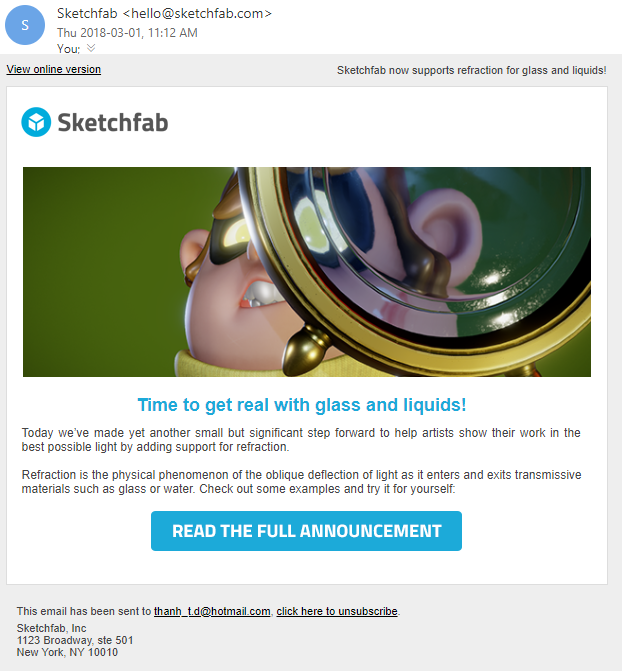 S
Sketchfab <hello@sketchfab.com>
Thu 2018-03-01, 11:12 AM
You;
View online version
Sketchfab now supports refraction for glass and liquids!
Sketchfab
Time to get real with glass and liquids!
Today we've made yet another small but significant step forward to help artists show their work in the
best possible light by adding support for refraction.
Refraction is the physical phenomenon of the oblique deflection of light as it enters and exits transmissive
materials such as glass or water. Check out some examples and try it for yourself:
READ THE FULL ANNOUNCEMENT
This email has been sent to thanh_t.d@hotmail.com, click here to unsubscribe.
Sketchfab, Inc
1123 Broadway, ste 501
New York, NY 10010